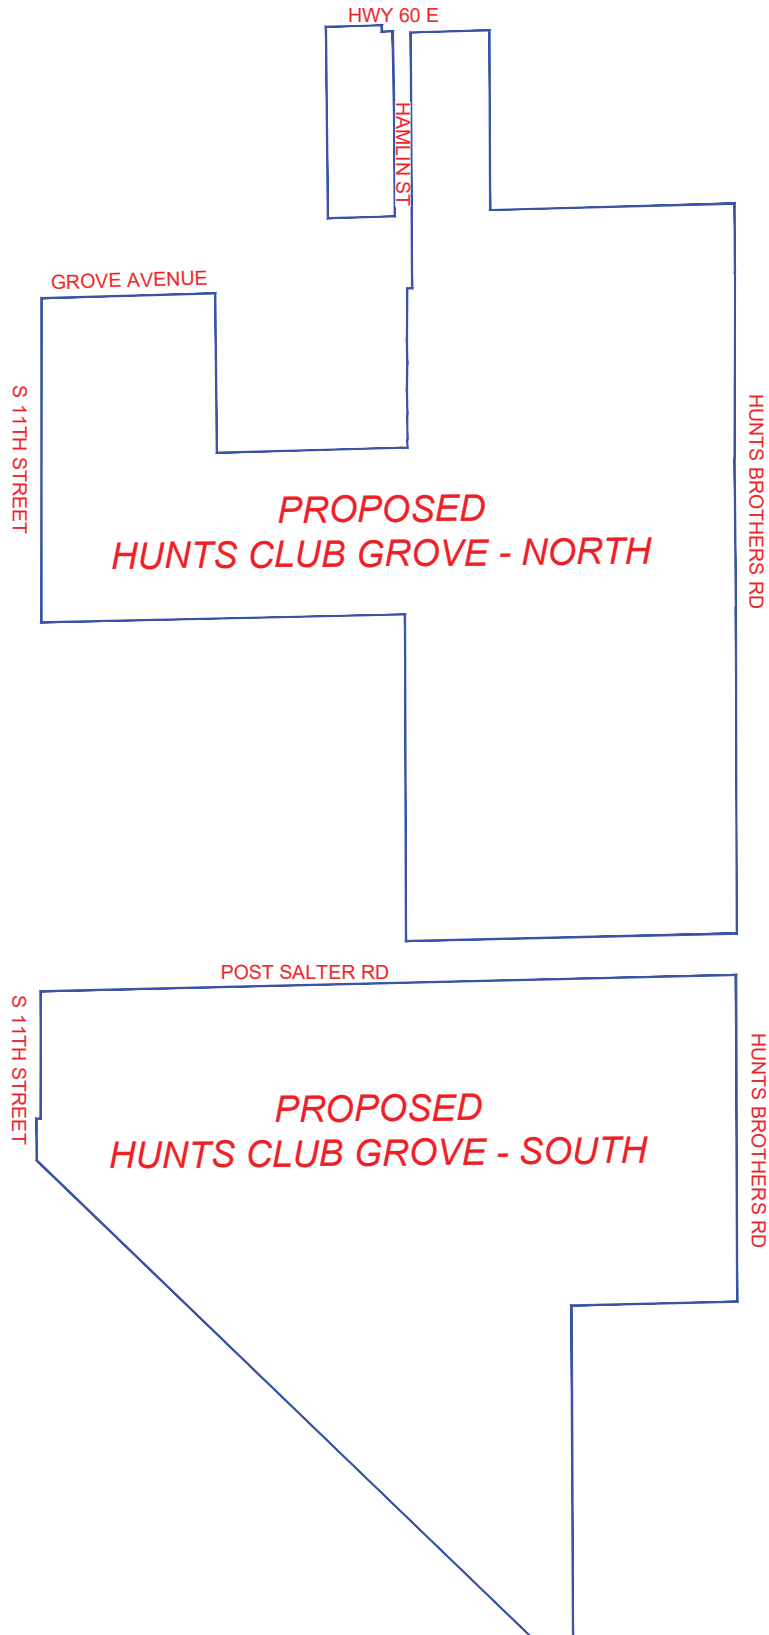 HWY 60 E
HAMLIN ST
GROVE AVENUE
S 11TH STREET
HUNTS BROTHERS RD
PROPOSED
HUNTS CLUB GROVE - NORTH
POST SALTER RD
S 11TH STREET
HUNTS BROTHERS RD
PROPOSED
HUNTS CLUB GROVE - SOUTH